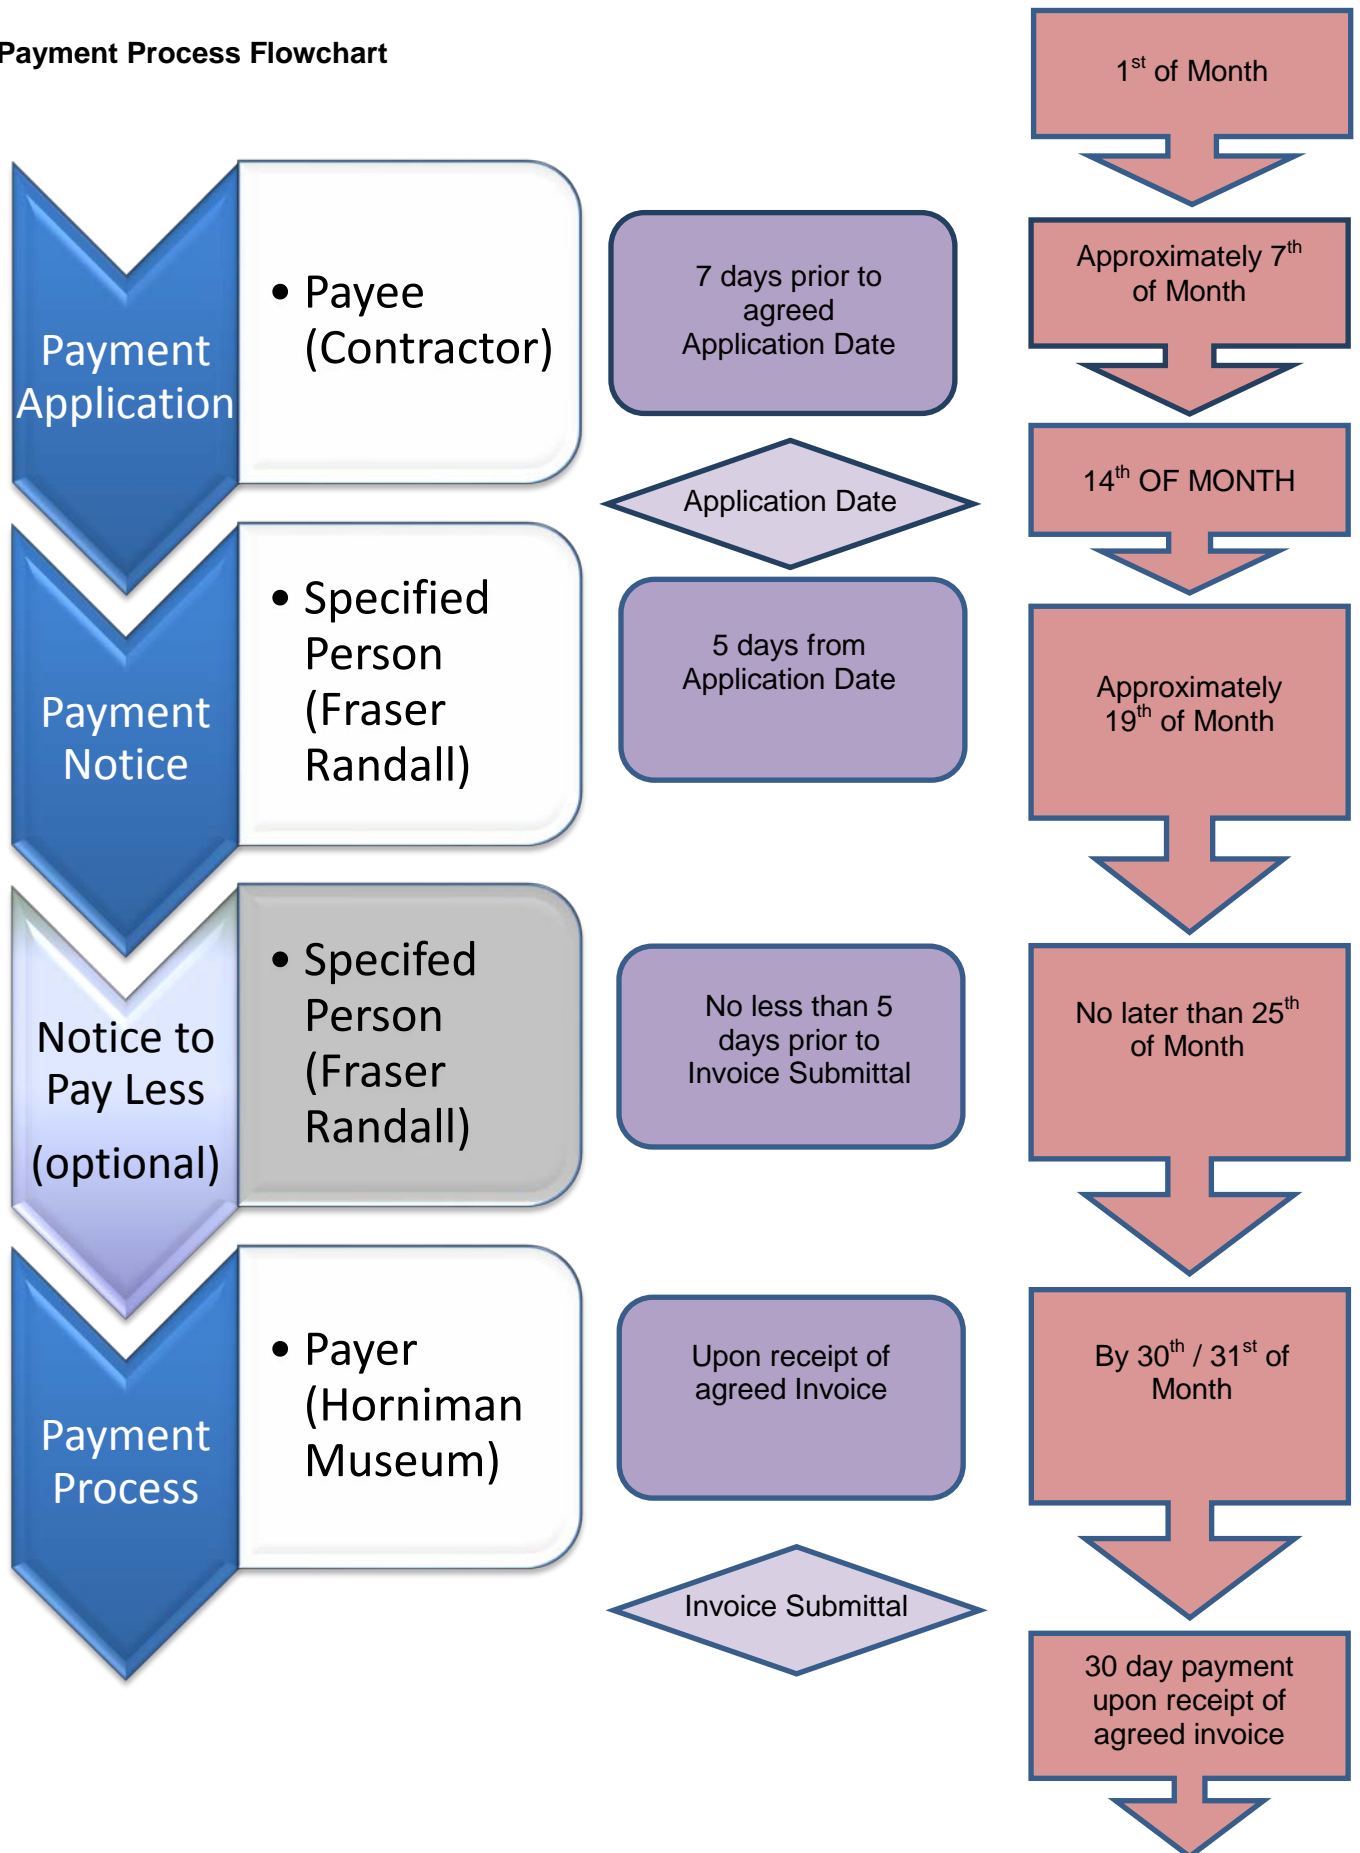 Payment Process Flowchart
1st of Month
Payment
Application
• Payee
(Contractor)
7 days prior to
agreed
Application Date
Approximately 7th
of Month
Application Date
14th OF MONTH
Payment
Notice
• Specified
Person
(Fraser
Randall)
5 days from
Application Date
Approximately
19th of Month
Notice to
Pay Less
(optional)
• Specifed
Person
(Fraser
Randall)
No less than 5
days prior to
Invoice Submittal
No later than 25th
of Month
Payment
Process
• Payer
(Horniman
Museum)
Upon receipt of
agreed Invoice
By 30th / 31st of
Month
Invoice Submittal
30 day payment
upon receipt of
agreed invoice